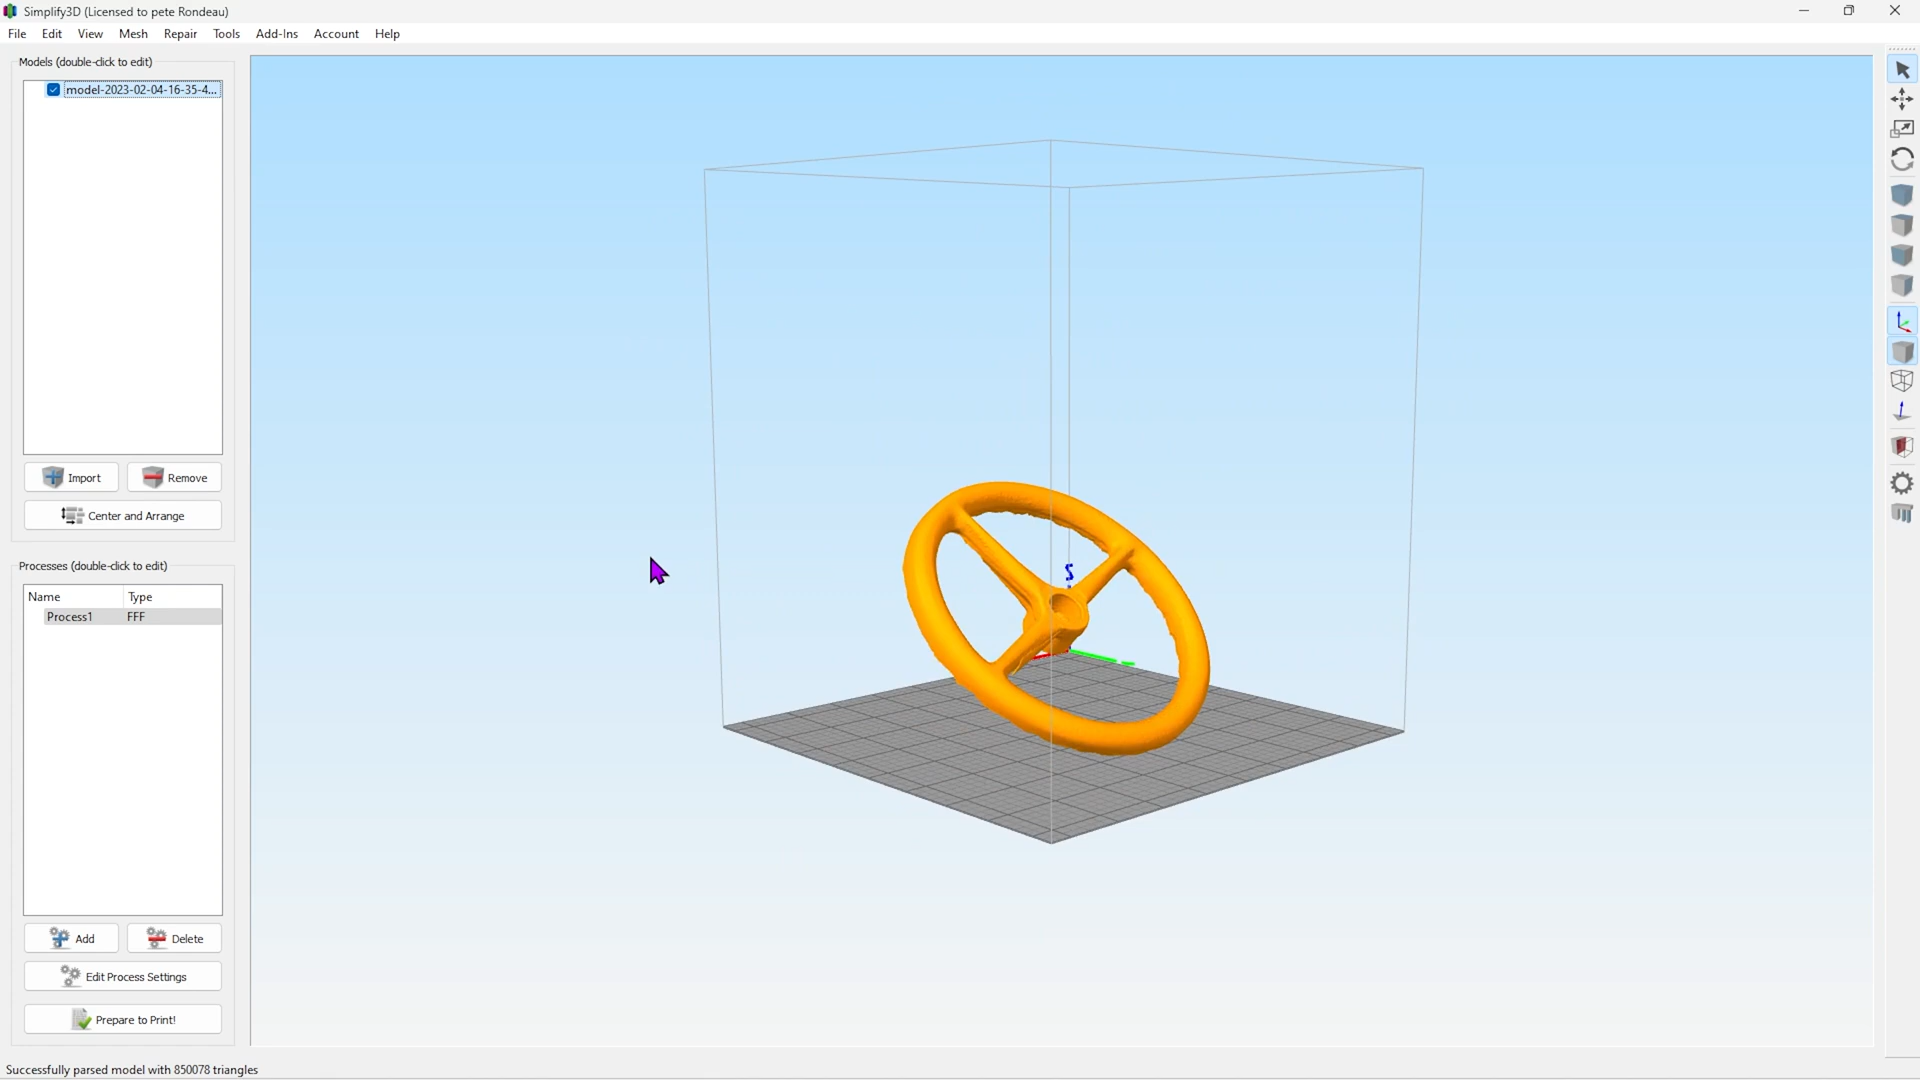 Simplify3D (Licensed to pete Rondeau)
File Edit View Mesh Repair Tools Add-Ins Account Help
Models (double-click to edit)
model-2023-02-04-16-35-4...
Import Remove
Center and Arrange
Processes (double-click to edit)
Name Type
Process1 FFF
Add Delete
Edit Process Settings
Prepare to Print!
Successfully parsed model with 850078 triangles